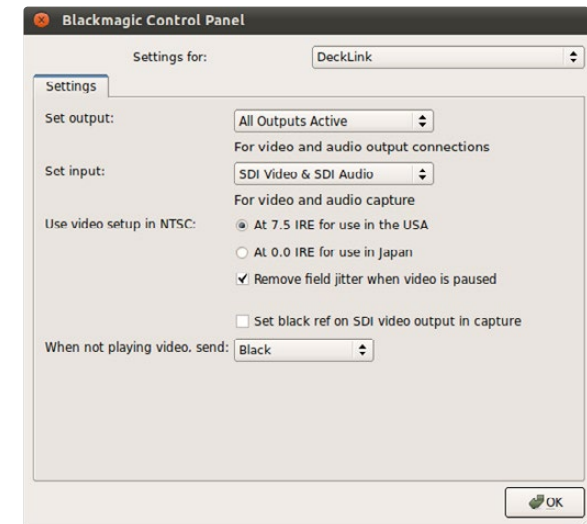 Blackmagic Control Panel
Settings for: DeckLink
Settings
Set output: All Outputs Active
For video and audio output connections
Set input: SDI Video & SDI Audio
For video and audio capture
Use video setup in NTSC: At 7.5 IRE for use in the USA
At 0.0 IRE for use in Japan
Remove field jitter when video is paused
Set black ref on SDI video output in capture
When not playing video, send: Black
OK